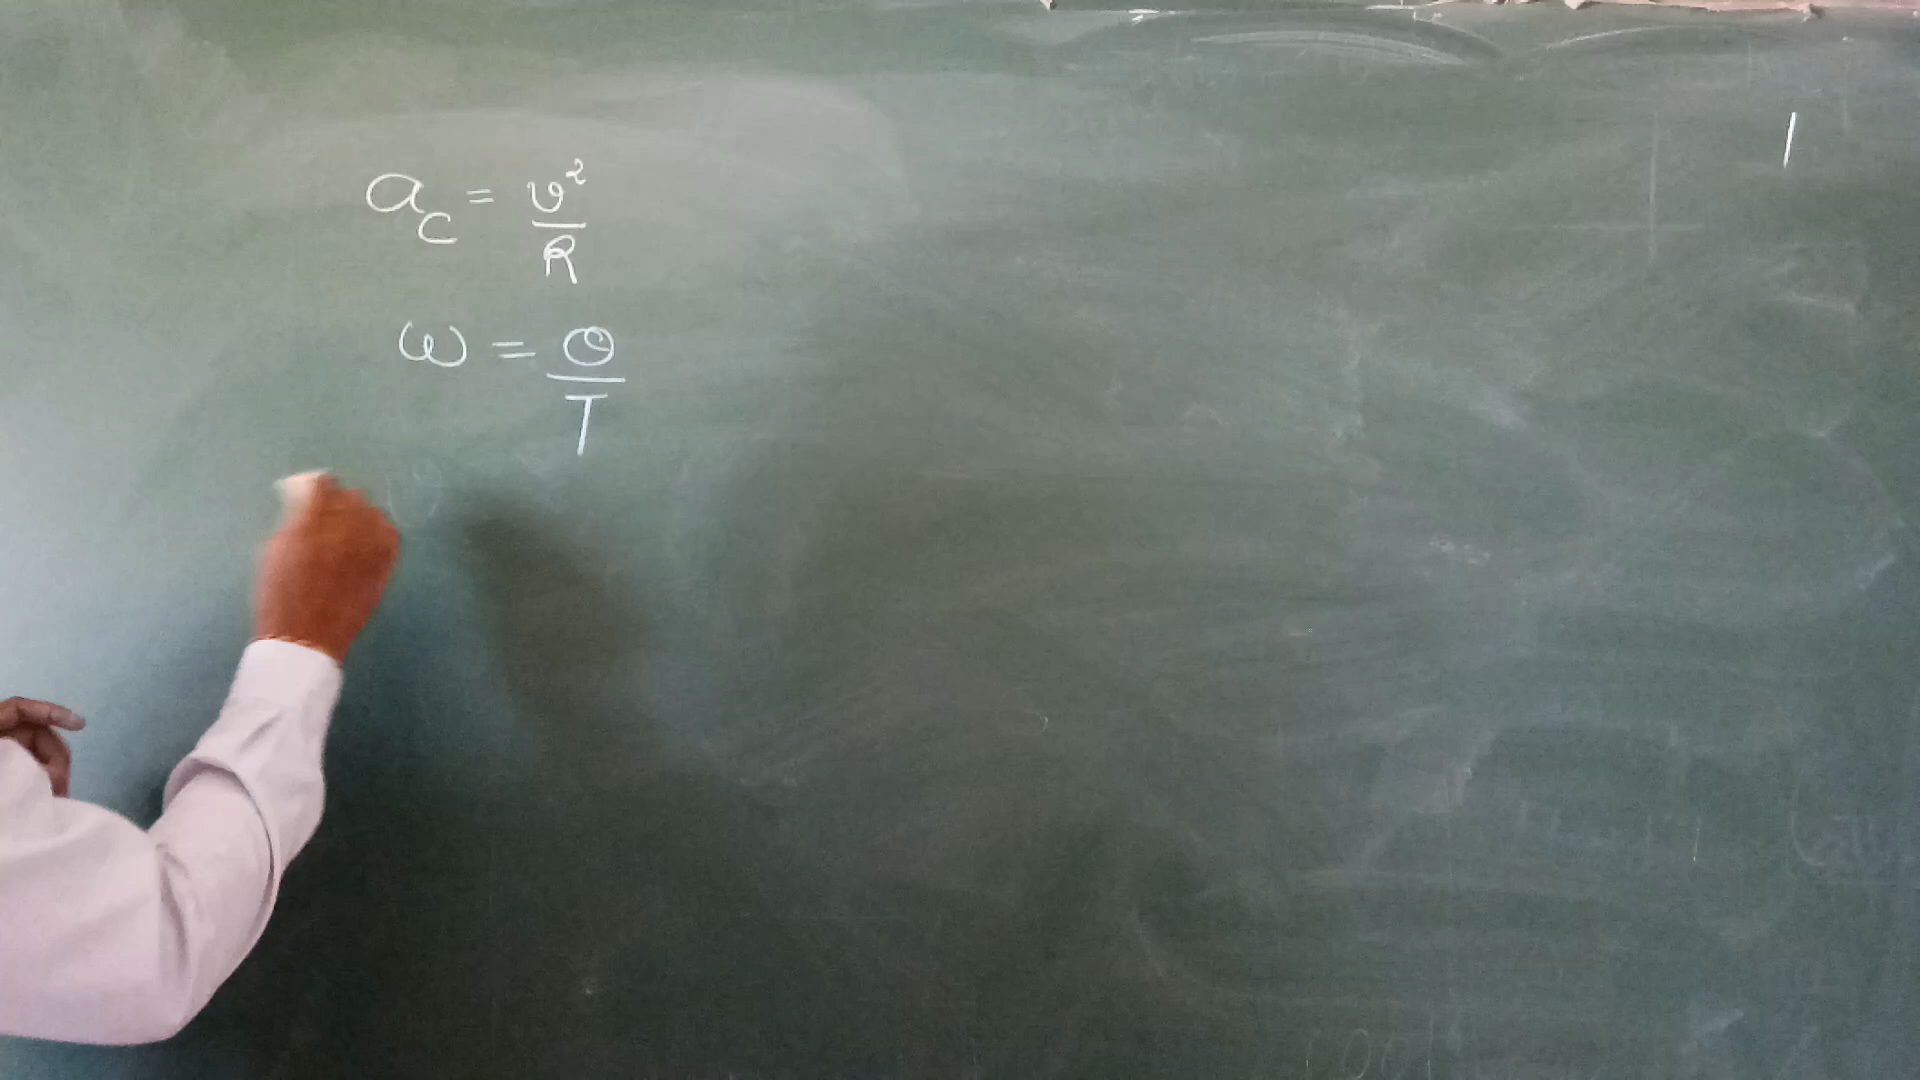 a_c = v²/R
ω = Θ/T